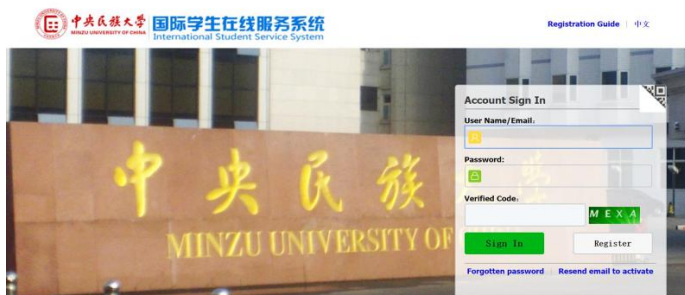 中央民族大学 国际学生在线服务系统
MINZU UNIVERSITY OF CHINA International Student Service System
Registration Guide | 中文
Account Sign In
User Name/Email:
Password:
Verified Code:
M E X A
Sign In Register
Forgotten password Resend email to activate
中央民族
MINZU UNIVERSITY OF